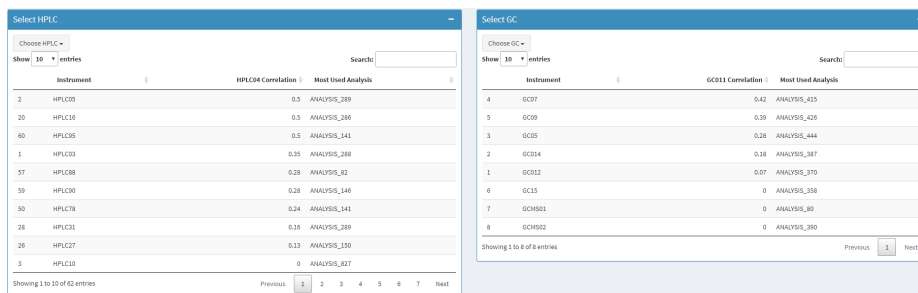 Select HPLC
Choose HPLC
Show 10 entries
Search:
Instrument HPLC04 Correlation Most Used Analysis
2 HPLC05 0.5 ANALYSIS_289
20 HPLC16 0.5 ANALYSIS_286
60 HPLC95 0.5 ANALYSIS_141
1 HPLC03 0.35 ANALYSIS_288
57 HPLC88 0.28 ANALYSIS_82
59 HPLC90 0.28 ANALYSIS_146
50 HPLC78 0.24 ANALYSIS_141
28 HPLC31 0.16 ANALYSIS_289
26 HPLC27 0.13 ANALYSIS_150
3 HPLC10 0 ANALYSIS_827
Showing 1 to 10 of 62 entries
Previous 1 2 3 4 5 6 7 Next
Select GC
Choose GC
Show 10 entries
Search:
Instrument GC011 Correlation Most Used Analysis
4 GC07 0.42 ANALYSIS_415
5 GC09 0.39 ANALYSIS_426
3 GC05 0.28 ANALYSIS_444
2 GC014 0.18 ANALYSIS_387
1 GC012 0.07 ANALYSIS_370
6 GC15 0 ANALYSIS_358
7 GCMS01 0 ANALYSIS_80
8 GCMS02 0 ANALYSIS_390
Showing 1 to 8 of 8 entries
Previous 1 Next